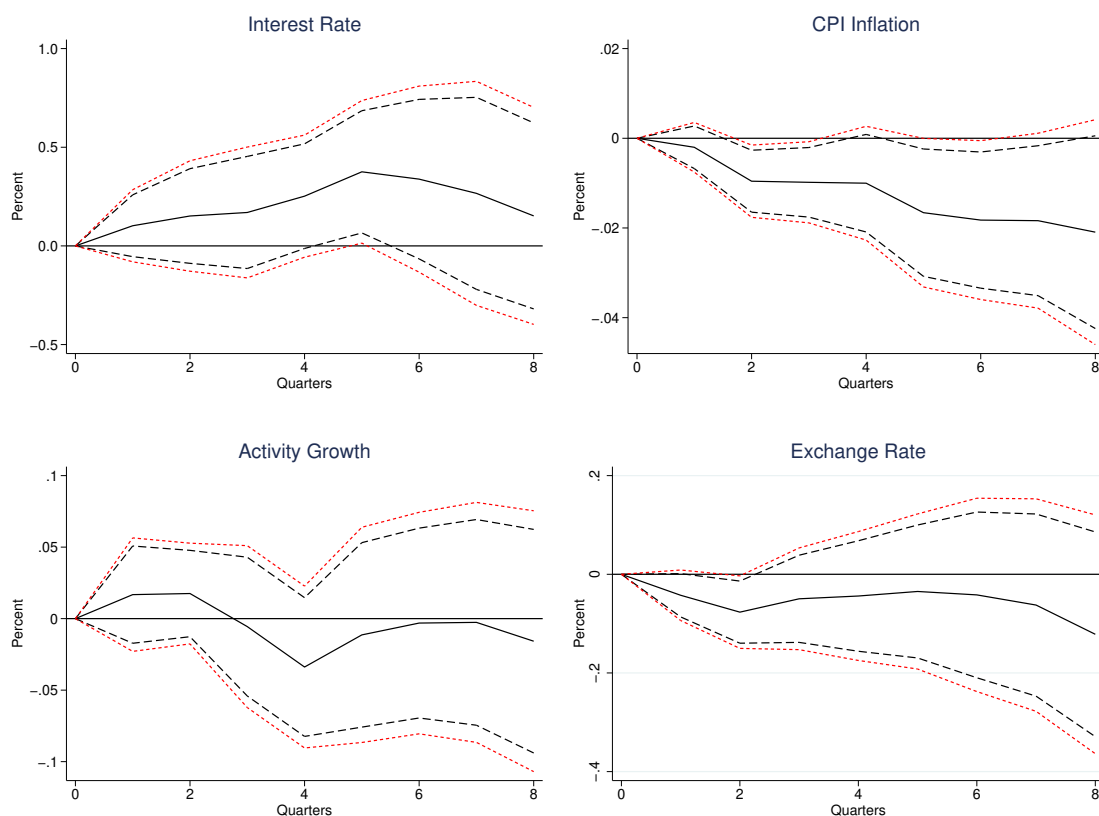 Interest Rate
1.0
0.5
0.0
−0.5
Percent
0 2 4 6 8
Quarters
CPI Inflation
.02
0
−.02
−.04
Percent
0 2 4 6 8
Quarters
Activity Growth
.1
.05
0
−.05
−.1
Percent
0 2 4 6 8
Quarters
Exchange Rate
.2
0
−.2
−.4
Percent
0 2 4 6 8
Quarters